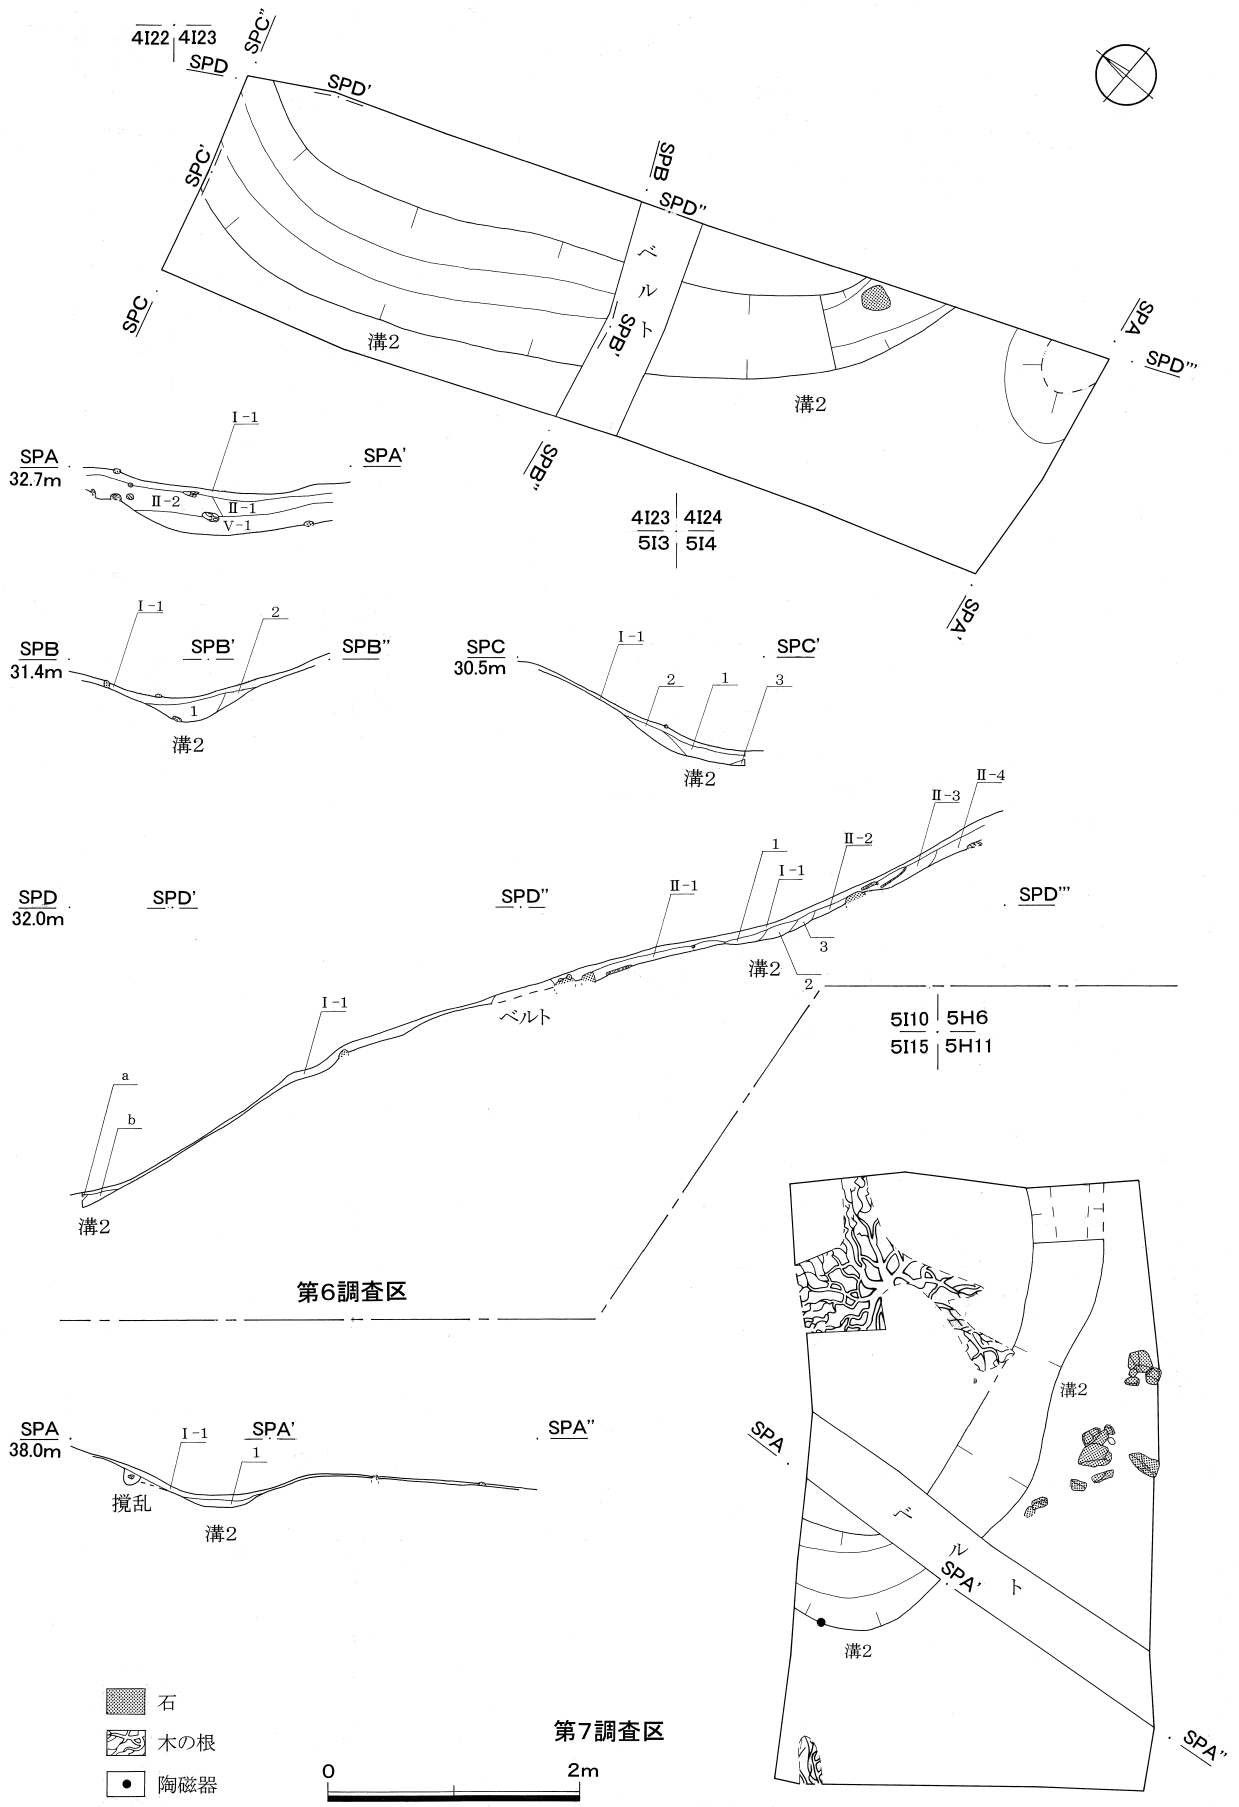 4I22 4I23
SPC"
SPD
SPD'
SPC'
SPC
SPB
SPD"
ベルト
SPB'
溝2
溝2
SPB"
SPA
SPD'''
4I23 4I24
5I3 5I4
SPA'
SPA
32.7m
SPA'
I-1
II-2
II-1
V-1
SPB
31.4m
SPB'
SPB"
I-1
2
1
溝2
SPC
30.5m
SPC'
I-1
2
1
3
溝2
SPD
32.0m
SPD'
SPD"
SPD'''
II-4
II-3
II-2
1
I-1
II-1
3
2
溝2
ベルト
I-1
a
b
溝2
5I10 5H6
5I15 5H11
第6調査区
SPA
38.0m
SPA'
SPA"
I-1
1
撹乱
溝2
溝2
SPA
ベルト
SPA'
溝2
SPA"
石
木の根
陶磁器
第7調査区
0 2m